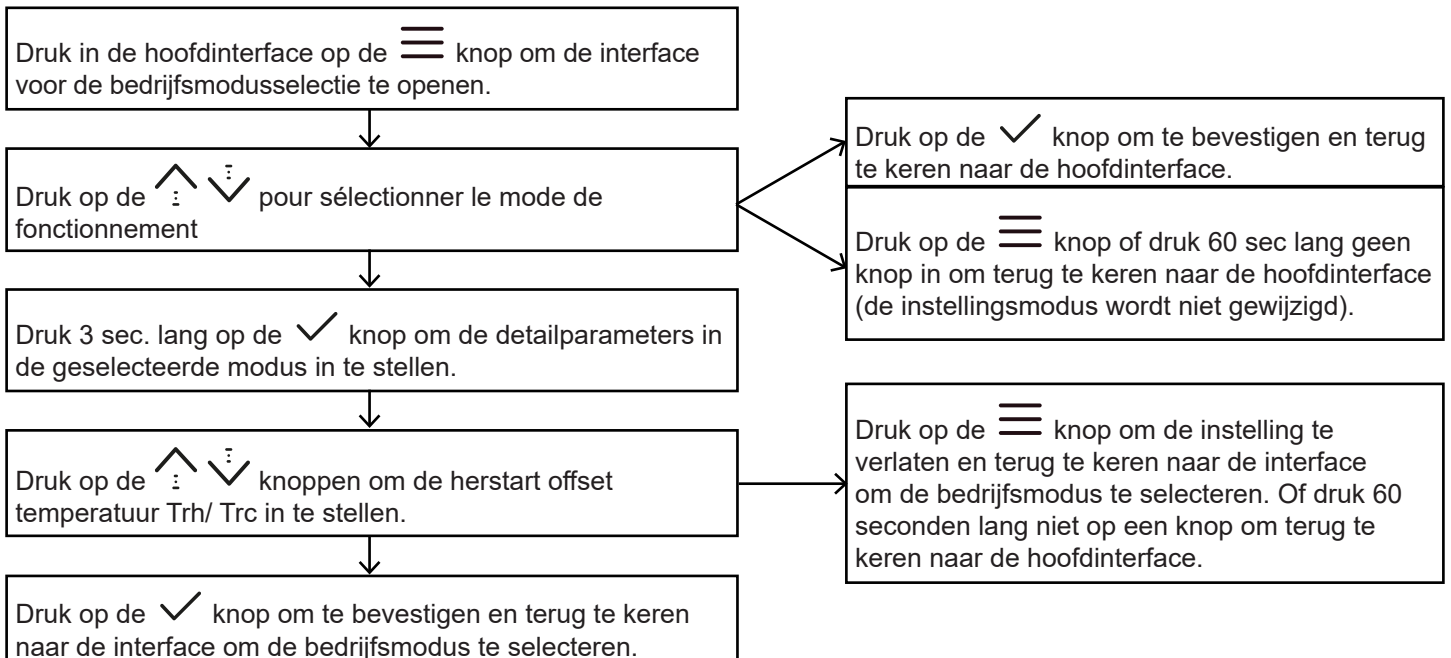 Druk in de hoofdinterface op de knop om de interface
voor de bedrijfsmodusselectie te openen.
Druk op de pour sélectionner le mode de
fonctionnement
Druk op de knop om te bevestigen en terug
te keren naar de hoofdinterface.
Druk op de knop of druk 60 sec lang geen
knop in om terug te keren naar de hoofdinterface
(de instellingsmodus wordt niet gewijzigd).
Druk 3 sec. lang op de knop om de detailparameters in
de geselecteerde modus in te stellen.
Druk op de knoppen om de herstart offset
temperatuur Trh/ Trc in te stellen.
Druk op de knop om de instelling te
verlaten en terug te keren naar de interface
om de bedrijfsmodus te selecteren. Of druk 60
seconden lang niet op een knop om terug te
keren naar de hoofdinterface.
Druk op de knop om te bevestigen en terug te keren
naar de interface om de bedrijfsmodus te selecteren.